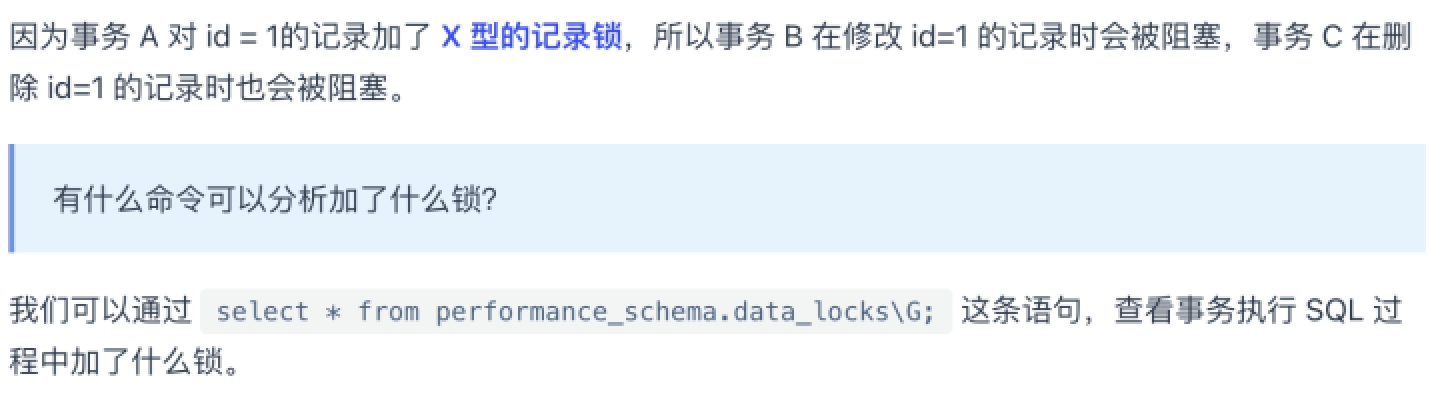 因为事务 A 对 id = 1的记录加了 X 型的记录锁，所以事务 B 在修改 id=1 的记录时会被阻塞，事务 C 在删
除 id=1 的记录时也会被阻塞。
有什么命令可以分析加了什么锁？
我们可以通过 select * from performance_schema.data_locks\G; 这条语句，查看事务执行 SQL 过
程中加了什么锁。